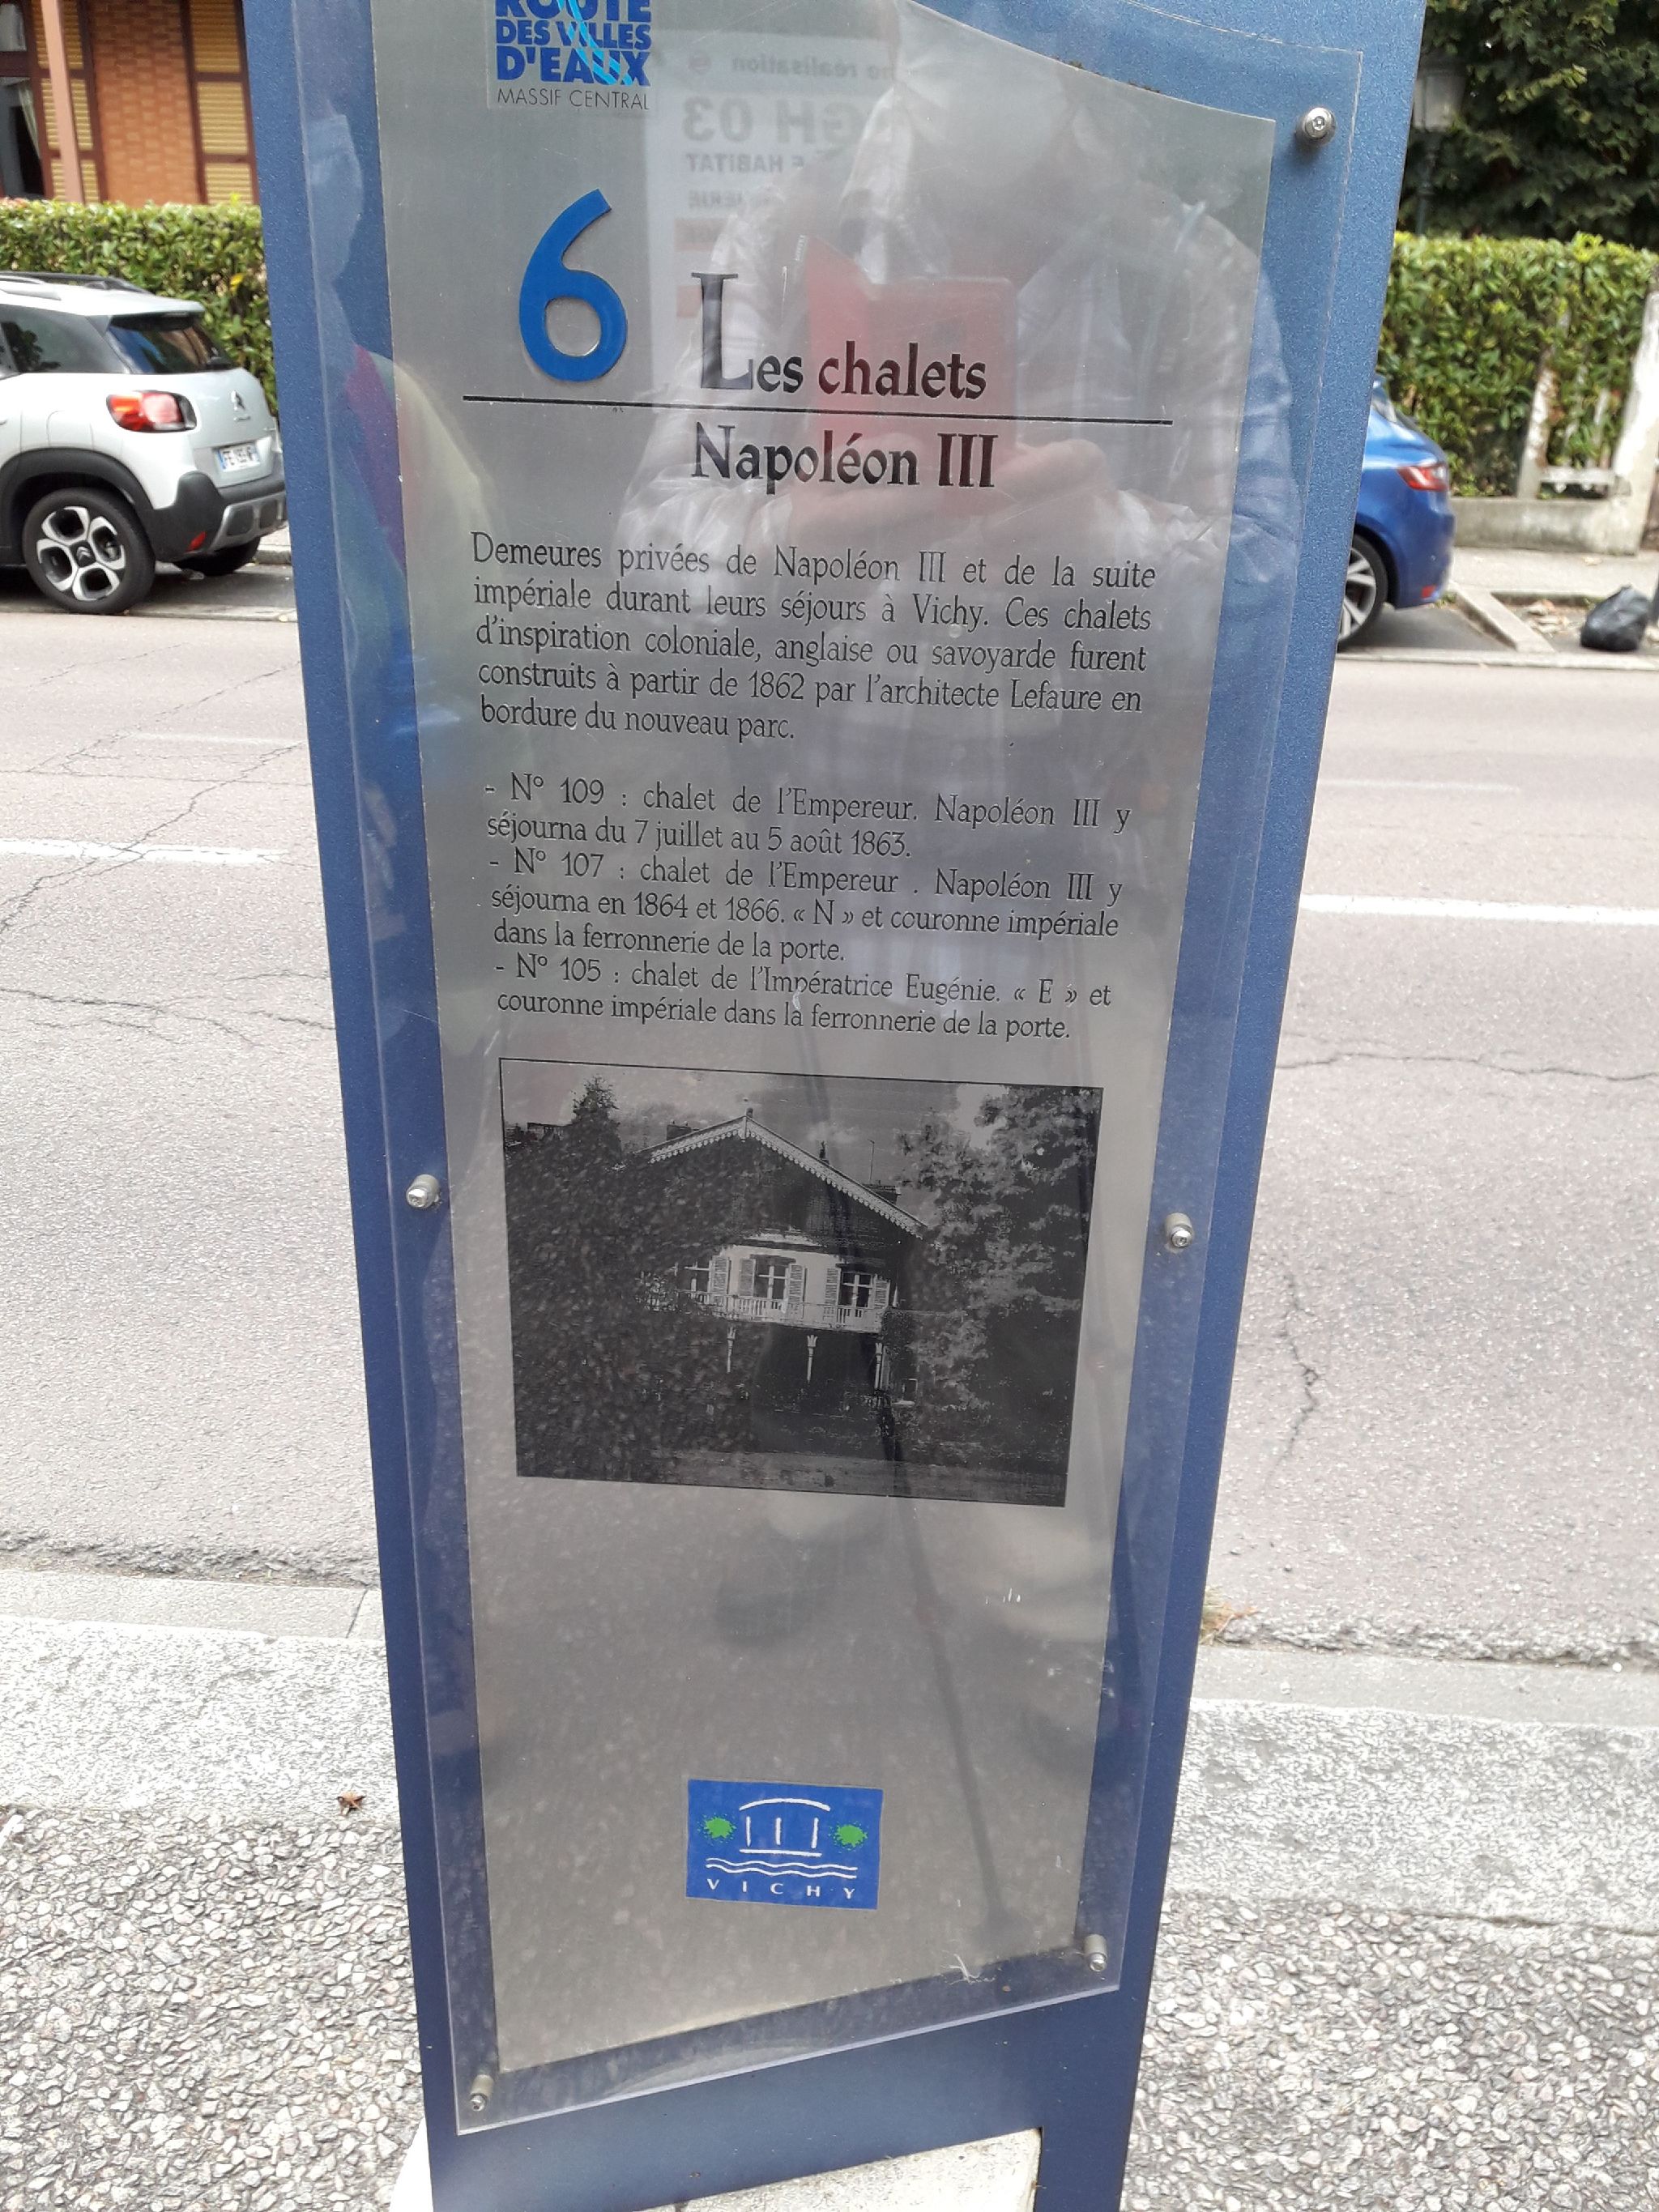 ROUTE
DES VILLES
D'EAUX
MASSIF CENTRAL
6
Les chalets
Napoléon III
Demeures privées de Napoléon III et de la suite
impériale durant leurs séjours à Vichy. Ces chalets
d'inspiration coloniale, anglaise ou savoyarde furent
construits à partir de 1862 par l'architecte Lefaure en
bordure du nouveau parc.
- N° 109 : chalet de l'Empereur. Napoléon III y
séjourna du 7 juillet au 5 août 1863.
- N° 107 : chalet de l'Empereur . Napoléon III y
séjourna en 1864 et 1866. « N » et couronne impériale
dans la ferronnerie de la porte.
- N° 105 : chalet de l'Impératrice Eugénie. « E » et
couronne impériale dans la ferronnerie de la porte.
VICHY